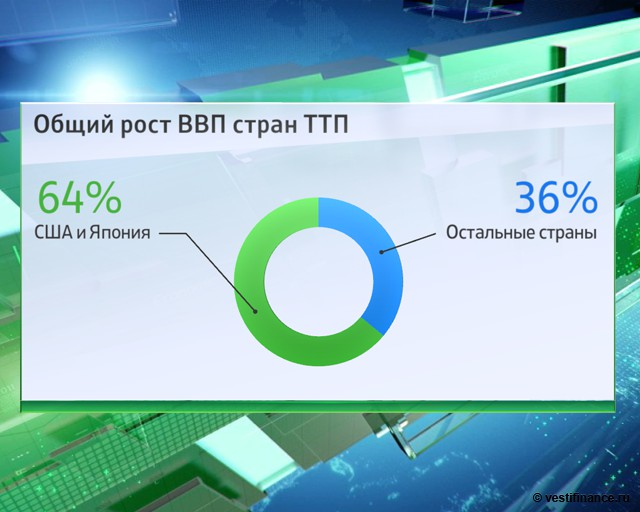 Общий рост ВВП стран ТТП
64%
США и Япония
36%
Остальные страны
© vestifinance.ru